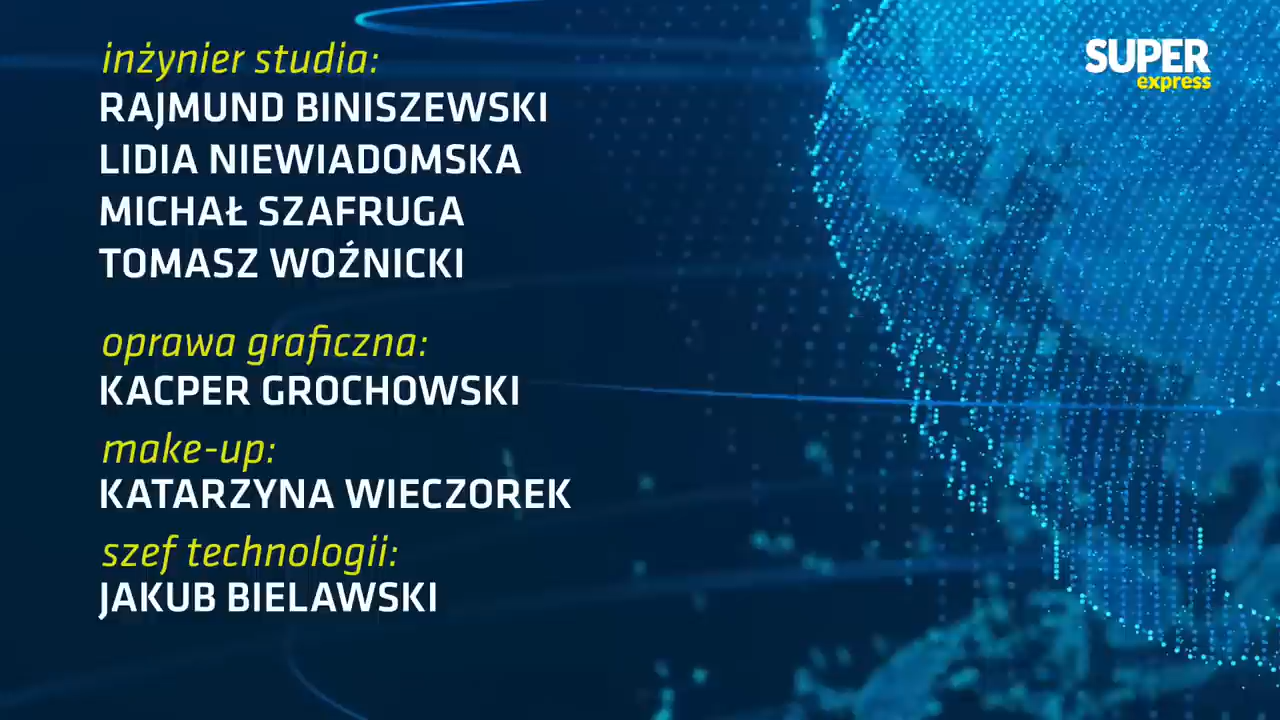 inżynier studia:
RAJMUND BINISZEWSKI
LIDIA NIEWIADOMSKA
MICHAŁ SZAFRUGA
TOMASZ WOŹNICKI
oprawa graficzna:
KACPER GROCHOWSKI
make-up:
KATARZYNA WIECZOREK
szef technologii:
JAKUB BIELAWSKI
SUPER
express